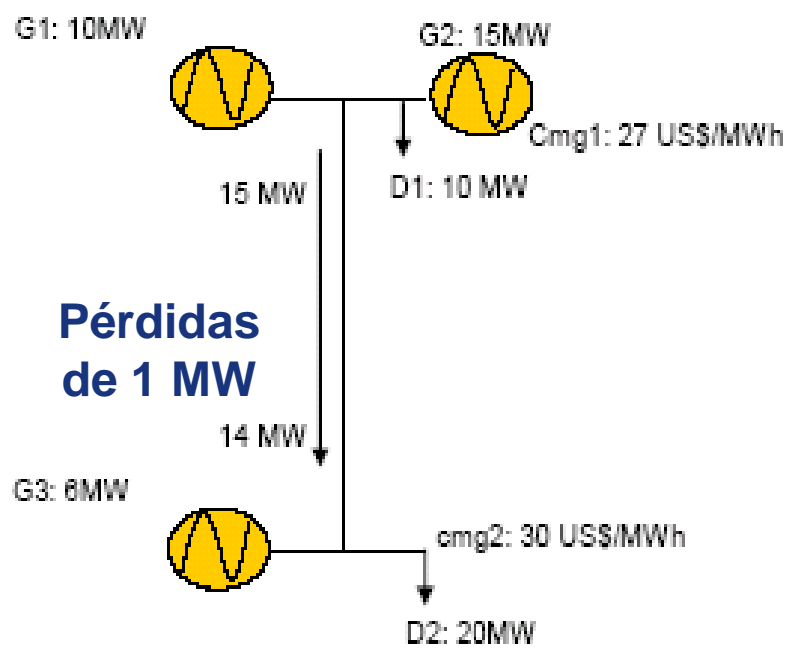 G1: 10MW
G2: 15MW
Cmg1: 27 US$/MWh
D1: 10 MW
15 MW
Pérdidas
de 1 MW
14 MW
G3: 6MW
cmg2: 30 US$/MWh
D2: 20MW